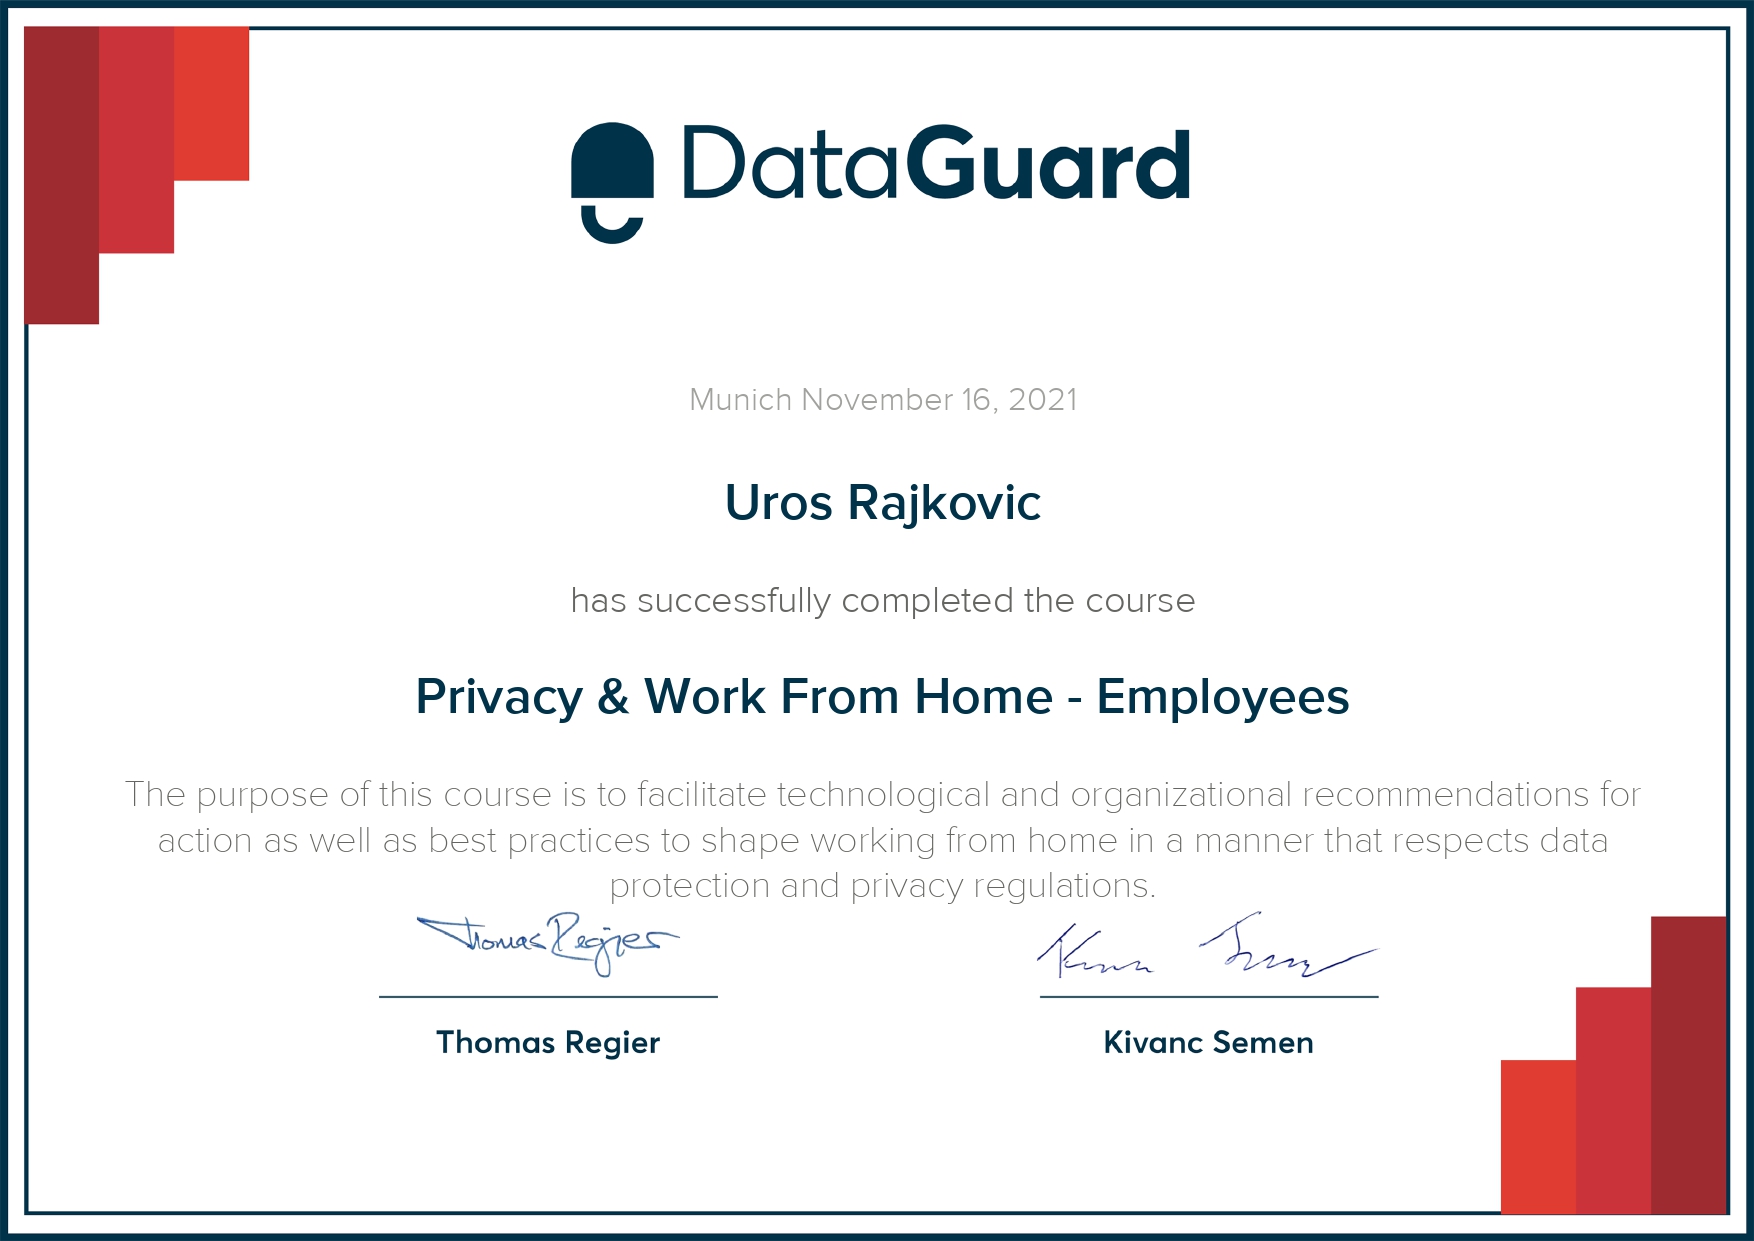 DataGuard
Munich November 16, 2021
Uros Rajkovic
has successfully completed the course
Privacy & Work From Home - Employees
The purpose of this course is to facilitate technological and organizational recommendations for
action as well as best practices to shape working from home in a manner that respects data
protection and privacy regulations.
Thomas Regier
Thomas Regier
Kivanc Semen